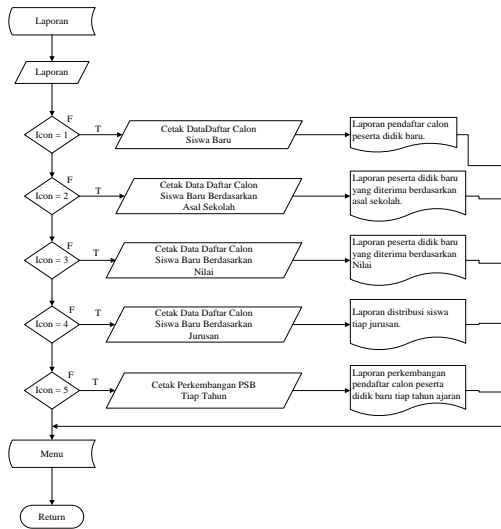 Laporan
Laporan
F
Icon = 1
T
Cetak DataDaftar Calon
Siswa Baru
Laporan pendaftar calon
peserta didik baru.
F
Icon = 2
T
Cetak Data Daftar Calon
Siswa Baru Berdasarkan
Asal Sekolah
Laporan peserta didik baru
yang diterima berdasarkan
asal sekolah.
F
Icon = 3
T
Cetak Data Daftar Calon
Siswa Baru Berdasarkan
Nilai
Laporan peserta didik baru
yang diterima berdasarkan
Nilai
F
Icon = 4
T
Cetak Data Daftar Calon
Siswa Baru Berdasarkan
Jurusan
Laporan distribusi siswa
tiap jurusan.
F
Icon = 5
T
Cetak Perkembangan PSB
Tiap Tahun
Laporan perkembangan
pendaftar calon peserta
didik baru tiap tahun ajaran
Menu
Return